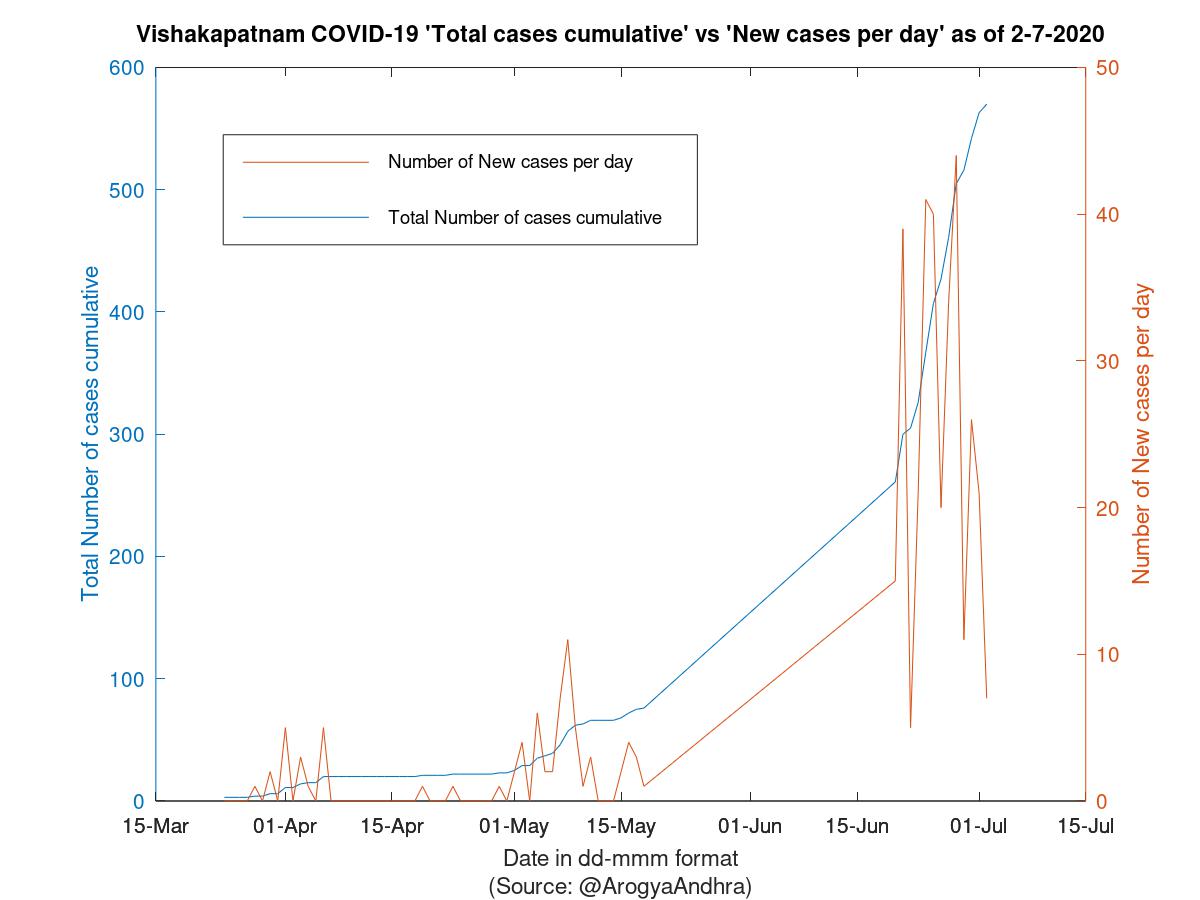 Vishakapatnam COVID-19 'Total cases cumulative' vs 'New cases per day' as of 2-7-2020
600
500
400
300
200
100
0
Total Number of cases cumulative
50
40
30
20
10
0
Number of New cases per day
Number of New cases per day
Total Number of cases cumulative
15-Mar 01-Apr 15-Apr 01-May 15-May 01-Jun 15-Jun 01-Jul 15-Jul
Date in dd-mmm format
(Source: @ArogyaAndhra)